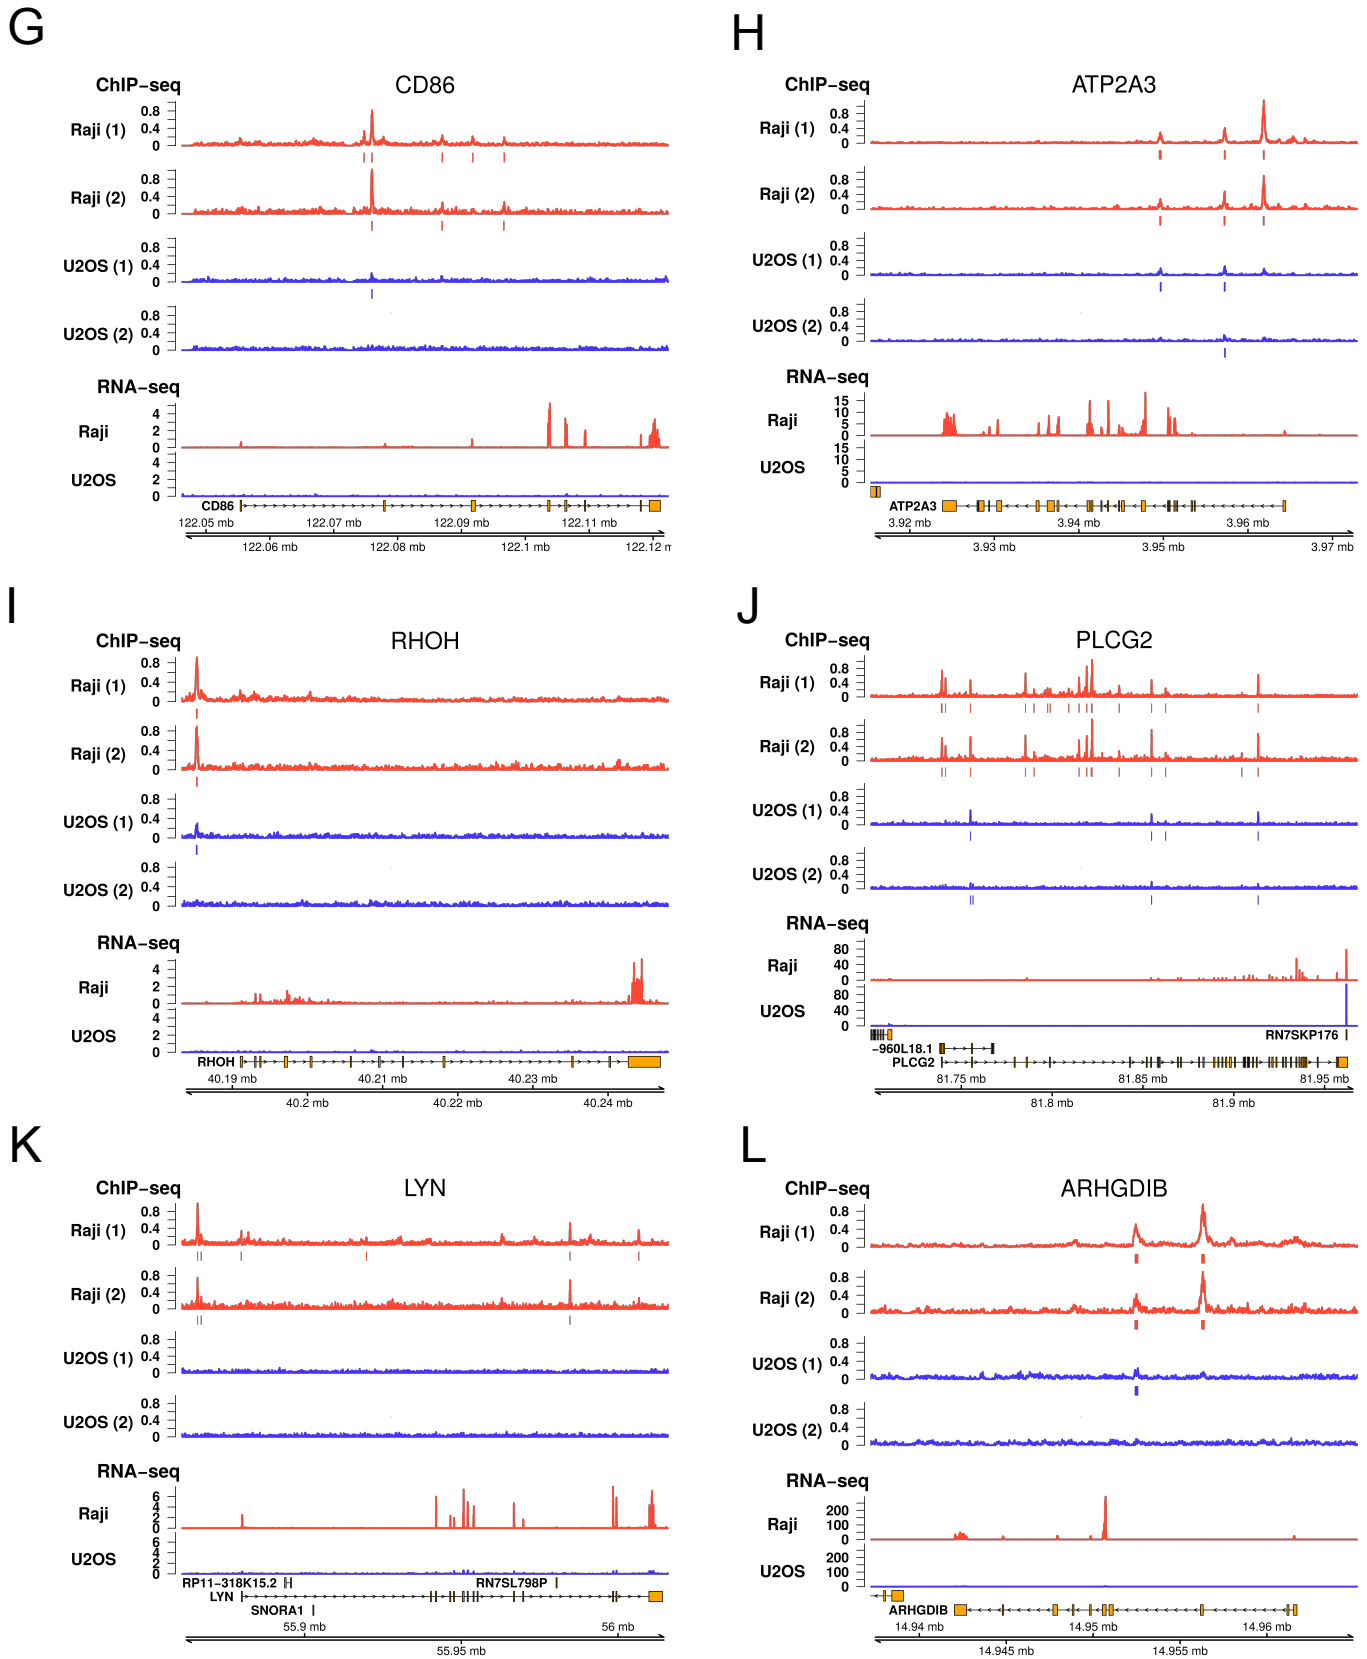 G
CD86
ChIP−seq
0.8
0.4
0
Raji (1)
0.8
0.4
0
Raji (2)
0.8
0.4
0
U2OS (1)
0.8
0.4
0
U2OS (2)
RNA−seq
4
2
0
Raji
4
2
0
U2OS
CD86
122.05 mb 122.07 mb 122.09 mb 122.11 mb
122.06 mb 122.08 mb 122.1 mb 122.12 m
H
ATP2A3
ChIP−seq
0.8
0.4
0
Raji (1)
0.8
0.4
0
Raji (2)
0.8
0.4
0
U2OS (1)
0.8
0.4
0
U2OS (2)
RNA−seq
15
10
5
0
Raji
15
10
5
0
U2OS
ATP2A3
3.92 mb 3.94 mb 3.96 mb
3.93 mb 3.95 mb 3.97 mb
I
RHOH
ChIP−seq
0.8
0.4
0
Raji (1)
0.8
0.4
0
Raji (2)
0.8
0.4
0
U2OS (1)
0.8
0.4
0
U2OS (2)
RNA−seq
4
2
0
Raji
4
2
0
U2OS
RHOH
40.19 mb 40.21 mb 40.23 mb
40.2 mb 40.22 mb 40.24 mb
J
PLCG2
ChIP−seq
0.8
0.4
0
Raji (1)
0.8
0.4
0
Raji (2)
0.8
0.4
0
U2OS (1)
0.8
0.4
0
U2OS (2)
RNA−seq
80
40
0
Raji
80
40
0
U2OS
RN7SKP176
−960L18.1
PLCG2
81.75 mb 81.85 mb 81.95 mb
81.8 mb 81.9 mb
K
LYN
ChIP−seq
0.8
0.4
0
Raji (1)
0.8
0.4
0
Raji (2)
0.8
0.4
0
U2OS (1)
0.8
0.4
0
U2OS (2)
RNA−seq
6
4
2
0
Raji
6
4
2
0
U2OS
RP11−318K15.2 RN7SL798P
LYN
SNORA1
55.9 mb 56 mb
55.95 mb
L
ARHGDIB
ChIP−seq
0.8
0.4
0
Raji (1)
0.8
0.4
0
Raji (2)
0.8
0.4
0
U2OS (1)
0.8
0.4
0
U2OS (2)
RNA−seq
200
100
0
Raji
200
100
0
U2OS
ARHGDIB
14.94 mb 14.95 mb 14.96 mb
14.945 mb 14.955 mb